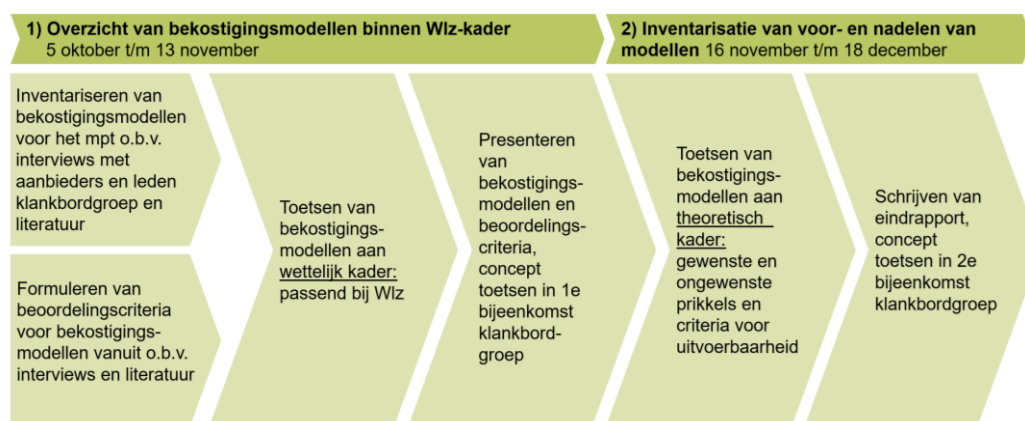 1) Overzicht van bekostigingsmodellen binnen Wlz-kader
5 oktober t/m 13 november
2) Inventarisatie van voor- en nadelen van
modellen 16 november t/m 18 december
Inventariseren van
bekostigingsmodellen
voor het mpt o.b.v.
interviews met
aanbieders en leden
klankbordgroep en
literatuur
Formuleren van
beoordelingscriteria
voor bekostigings-
modellen vanuit o.b.v.
interviews en literatuur
Toetsen van
bekostigings-
modellen aan
wettelijk kader:
passend bij Wlz
Presenteren
van
bekostigings-
modellen en
beoordelings-
criteria,
concept
toetsen in 1e
bijeenkomst
klankbord-
groep
Toetsen van
bekostigings-
modellen aan
theoretisch
kader:
gewenste en
ongewenste
prikkels en
criteria voor
uitvoerbaarheid
Schrijven van
eindrapport,
concept
toetsen in 2e
bijeenkomst
klankbordgroep